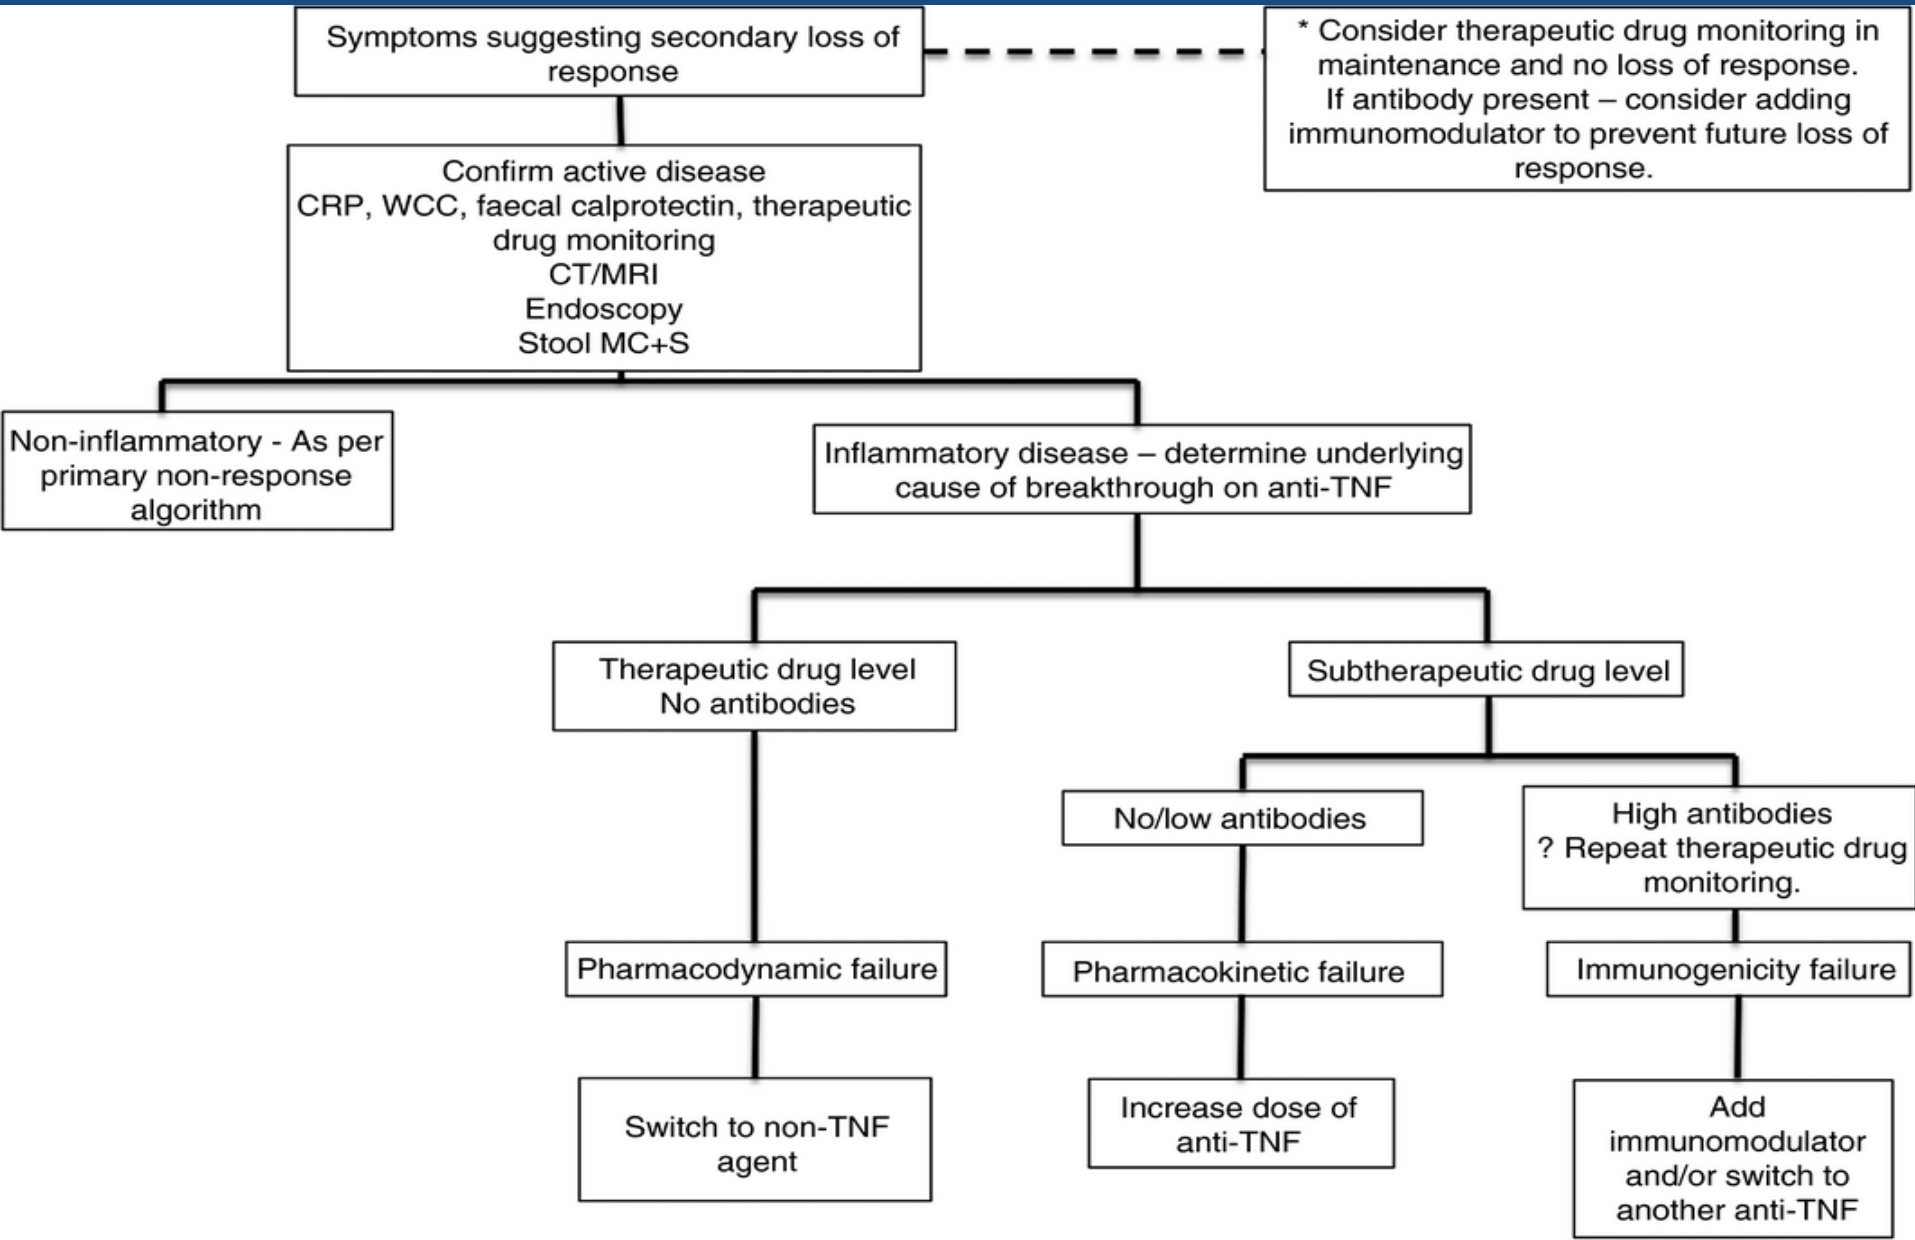 Symptoms suggesting secondary loss of
response
* Consider therapeutic drug monitoring in
maintenance and no loss of response.
If antibody present – consider adding
immunomodulator to prevent future loss of
response.
Confirm active disease
CRP, WCC, faecal calprotectin, therapeutic
drug monitoring
CT/MRI
Endoscopy
Stool MC+S
Non-inflammatory - As per
primary non-response
algorithm
Inflammatory disease – determine underlying
cause of breakthrough on anti-TNF
Therapeutic drug level
No antibodies
Subtherapeutic drug level
No/low antibodies
High antibodies
? Repeat therapeutic drug
monitoring.
Pharmacodynamic failure
Pharmacokinetic failure
Immunogenicity failure
Switch to non-TNF
agent
Increase dose of
anti-TNF
Add
immunomodulator
and/or switch to
another anti-TNF